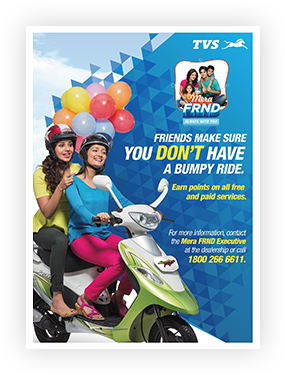 TVS
Mera
FRND
ALWAYS WITH YOU
FRIENDS MAKE SURE
YOU DON'T HAVE
A BUMPY RIDE.
Earn points on all free
and paid services.
For more information, contact
the Mera FRND Executive
at the dealership or call
1800 266 6611.